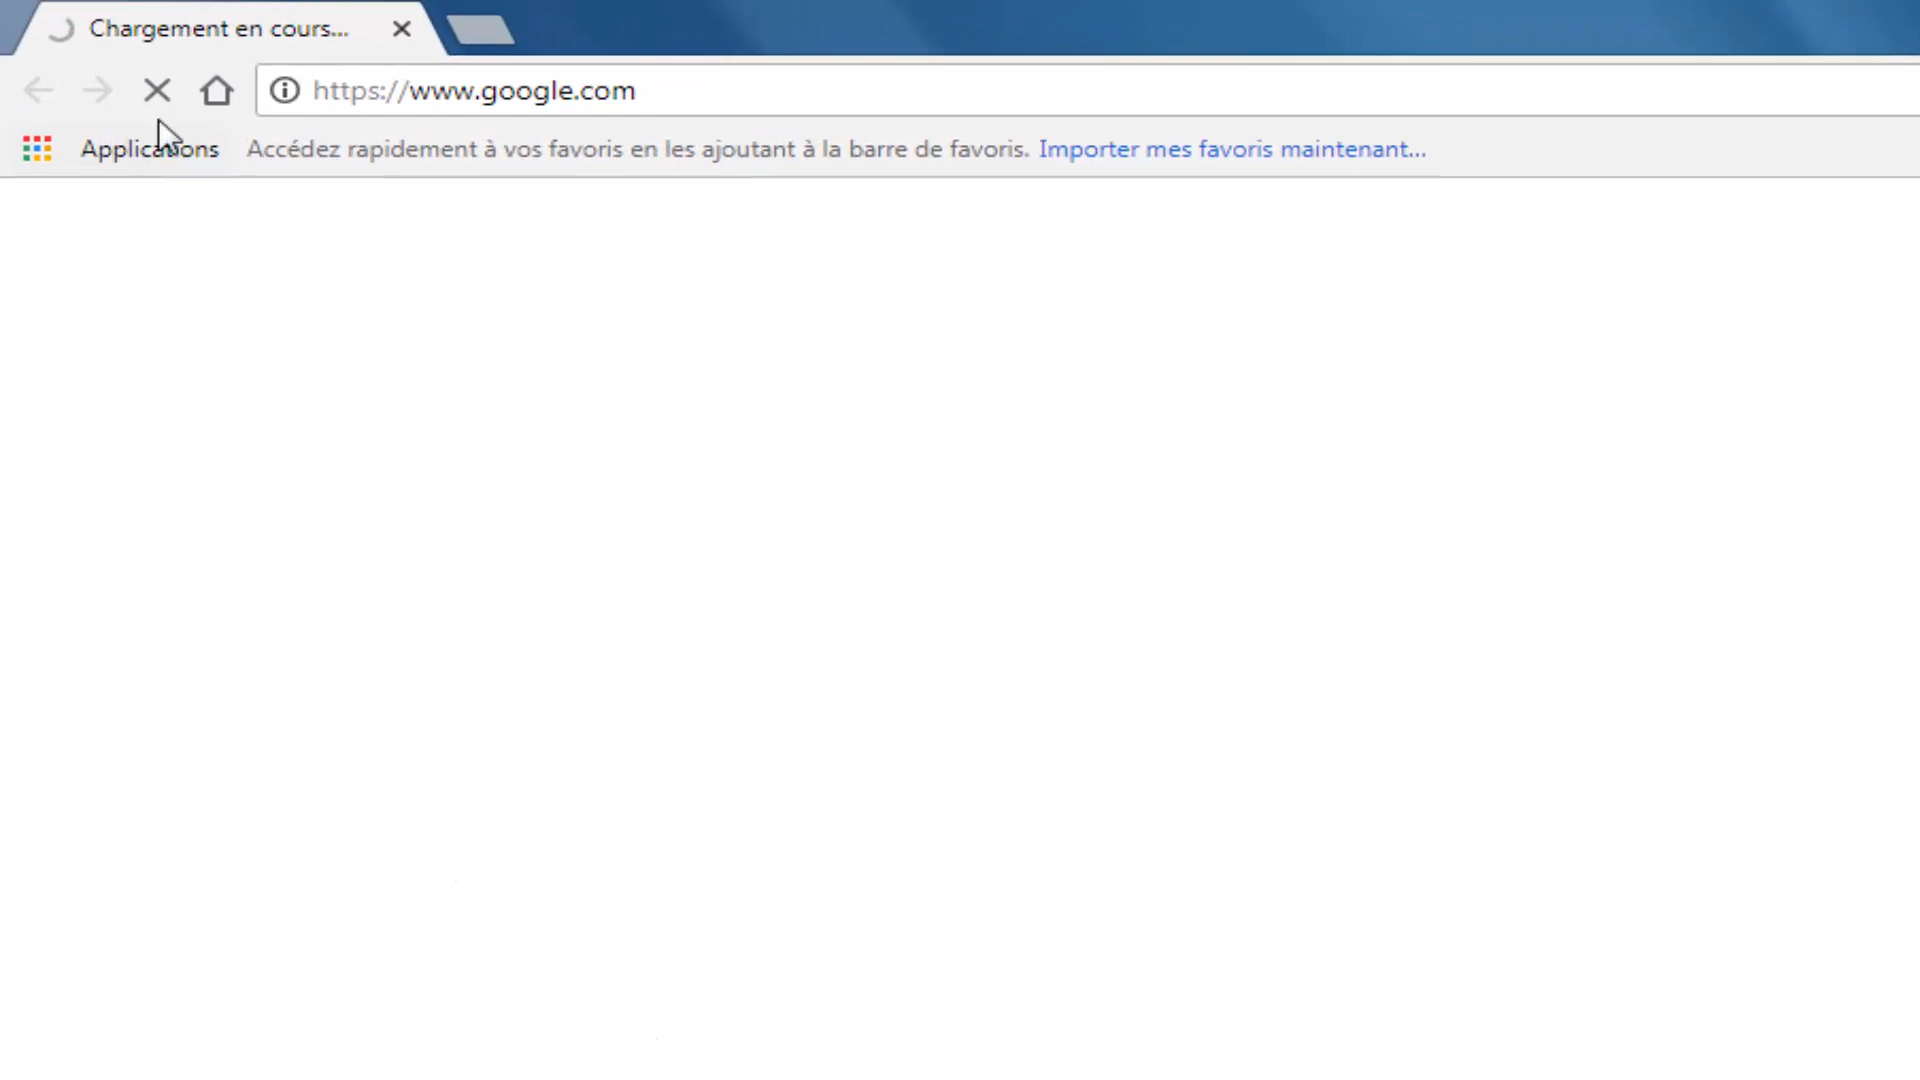 Chargement en cours...
https://www.google.com
Applications Accédez rapidement à vos favoris en les ajoutant à la barre de favoris. Importer mes favoris maintenant...